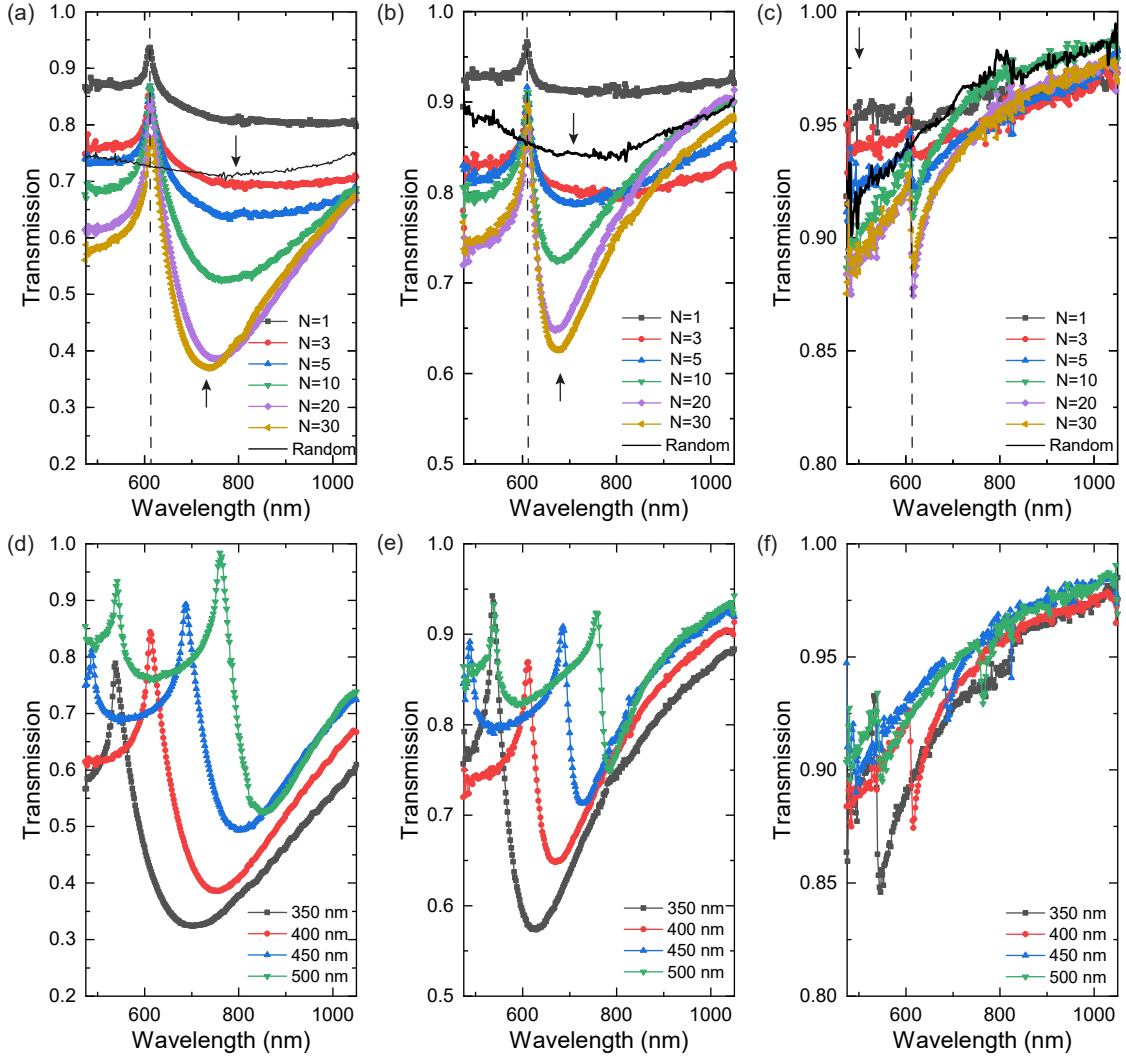 (a)
Transmission
1.0
0.9
0.8
0.7
0.6
0.5
0.4
0.3
0.2
600
800
1000
Wavelength (nm)
N=1
N=3
N=5
N=10
N=20
N=30
Random
(b)
Transmission
1.0
0.9
0.8
0.7
0.6
0.5
600
800
1000
Wavelength (nm)
N=1
N=3
N=5
N=10
N=20
N=30
Random
(c)
Transmission
1.00
0.95
0.90
0.85
0.80
600
800
1000
Wavelength (nm)
N=1
N=3
N=5
N=10
N=20
N=30
Random
(d)
Transmission
1.0
0.9
0.8
0.7
0.6
0.5
0.4
0.3
0.2
600
800
1000
Wavelength (nm)
350 nm
400 nm
450 nm
500 nm
(e)
Transmission
1.0
0.9
0.8
0.7
0.6
0.5
600
800
1000
Wavelength (nm)
350 nm
400 nm
450 nm
500 nm
(f)
Transmission
1.00
0.95
0.90
0.85
0.80
600
800
1000
Wavelength (nm)
350 nm
400 nm
450 nm
500 nm